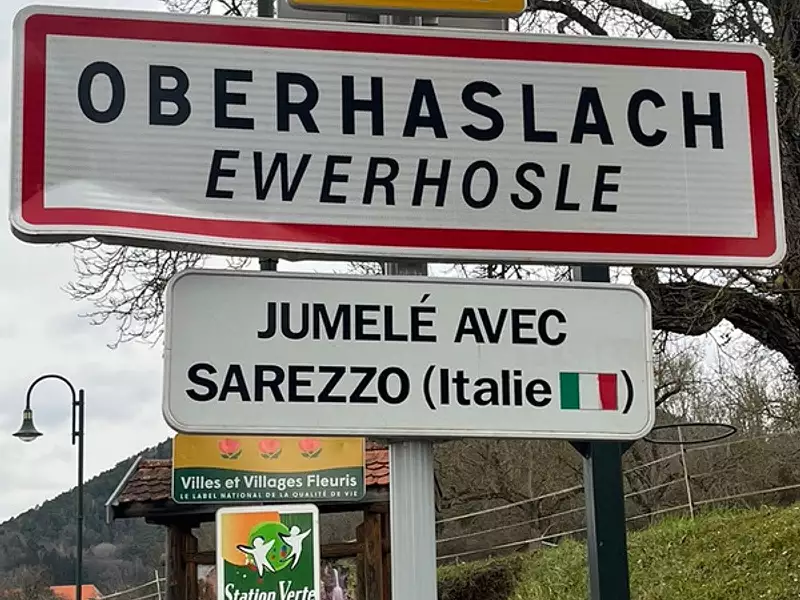 OBERHASLACH
EWERHOSLE
JUMELÉ AVEC
SAREZZO (Italie )
Villes et Villages Fleuris
LE LABEL NATIONAL DE LA QUALITÉ DE VIE
Station Verte